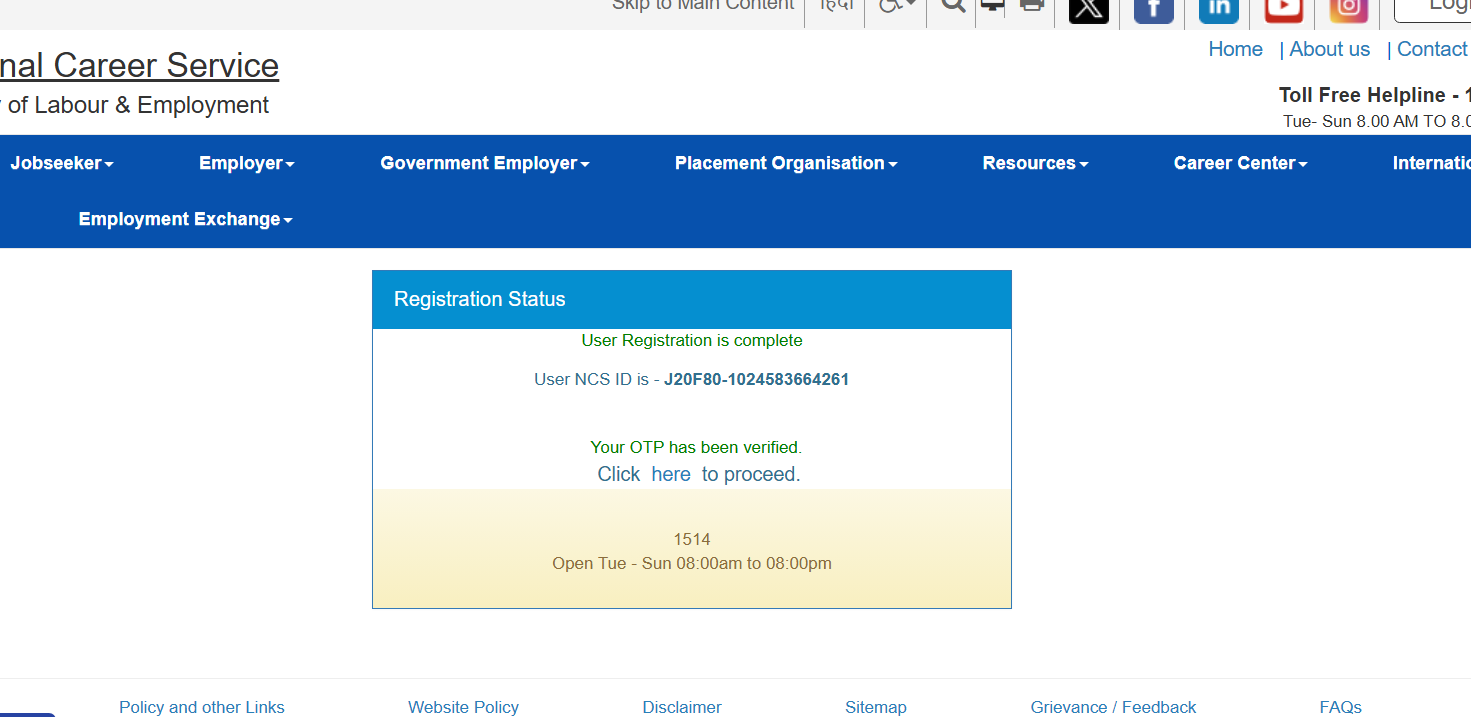 Skip to Main Content हिंदी
nal Career Service
Home | About us | Contact
of Labour & Employment
Toll Free Helpline - 1
Tue- Sun 8.00 AM TO 8.0
Jobseeker Employer Government Employer Placement Organisation Resources Career Center Internatio
Employment Exchange
Registration Status
User Registration is complete
User NCS ID is - J20F80-1024583664261
Your OTP has been verified.
Click here to proceed.
1514
Open Tue - Sun 08:00am to 08:00pm
Policy and other Links Website Policy Disclaimer Sitemap Grievance / Feedback FAQs